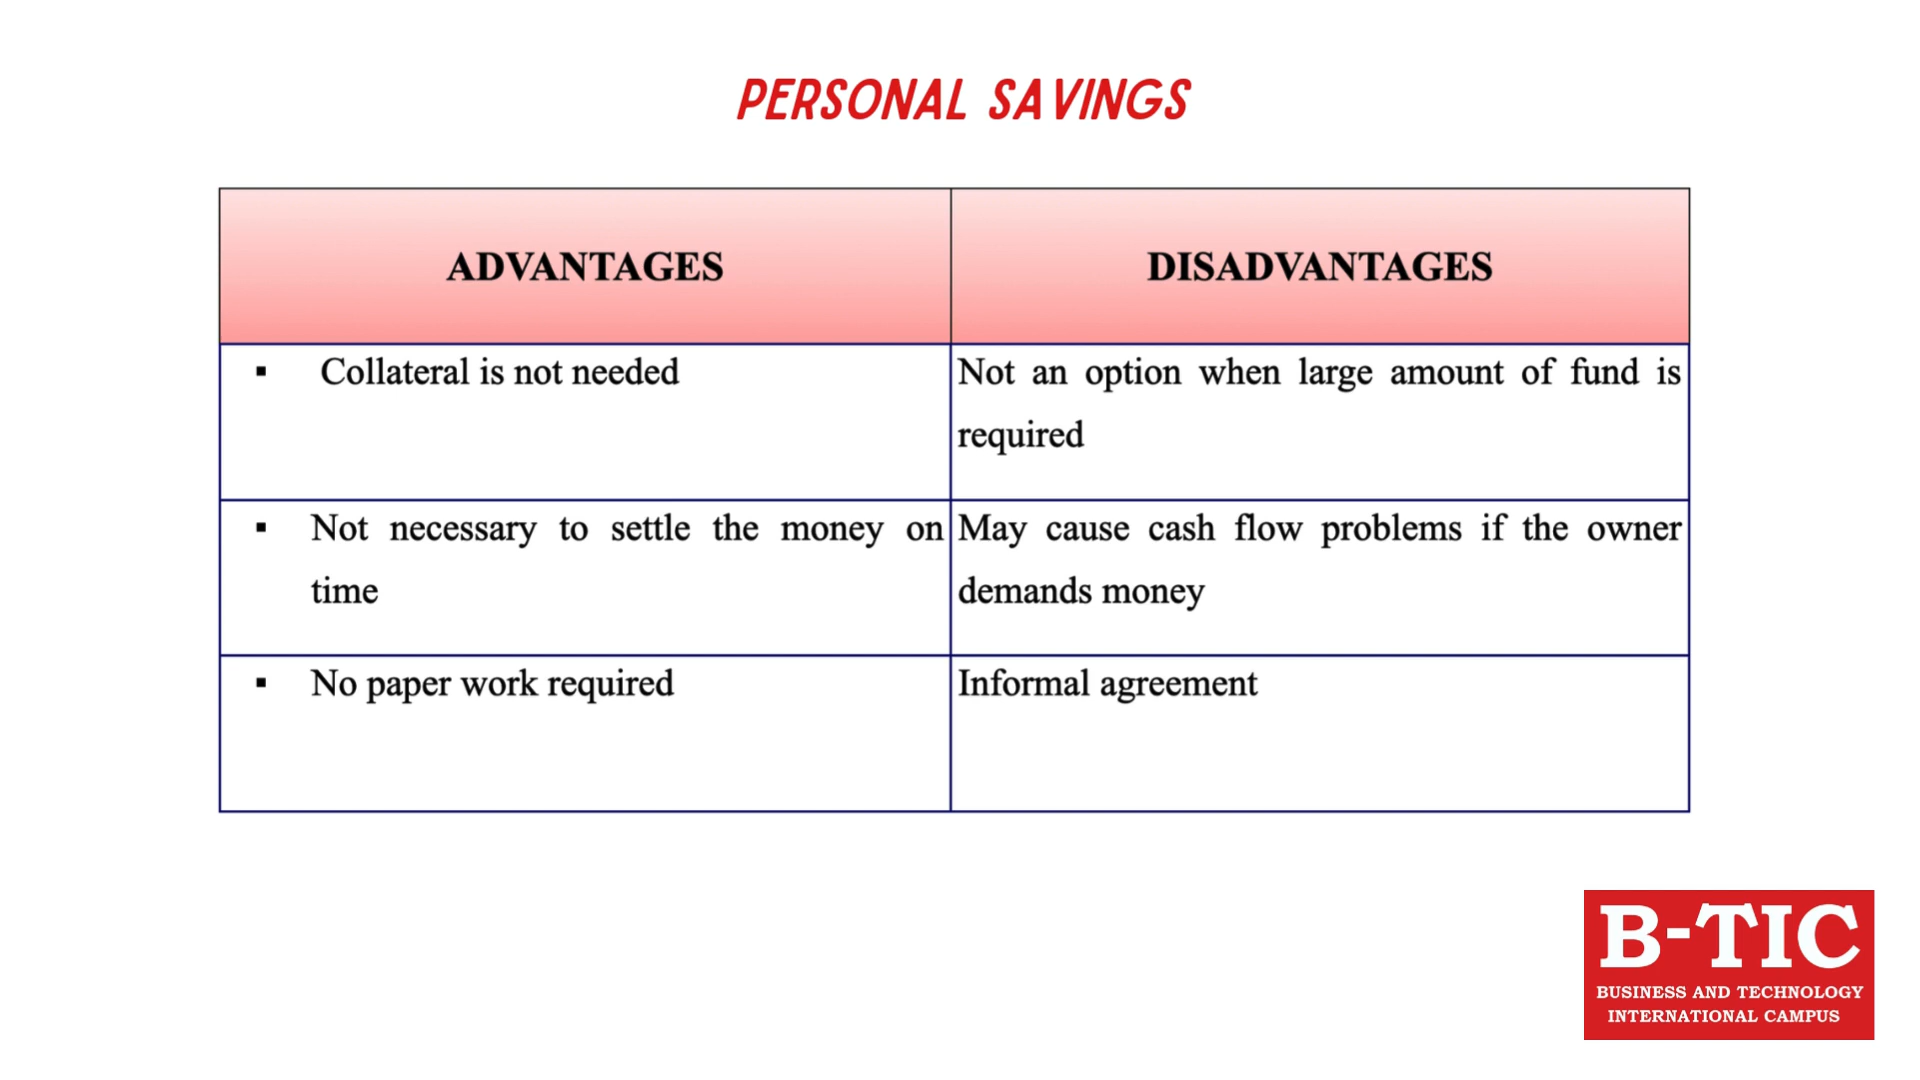 PERSONAL SAVINGS
ADVANTAGES
DISADVANTAGES
▪ Collateral is not needed
Not an option when large amount of fund is
required
▪ Not necessary to settle the money on
time
May cause cash flow problems if the owner
demands money
▪ No paper work required
Informal agreement
B-TIC
BUSINESS AND TECHNOLOGY
INTERNATIONAL CAMPUS